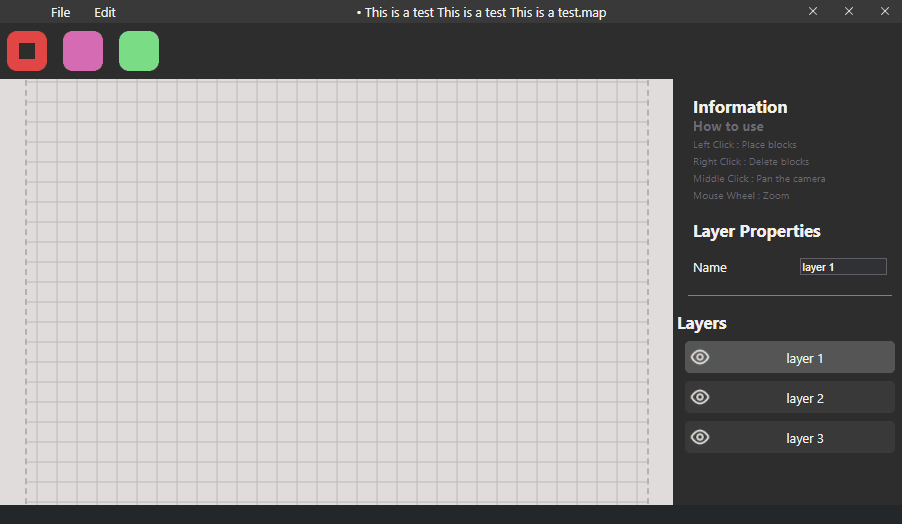 File Edit • This is a test This is a test This is a test.map
Information
How to use
Left Click : Place blocks
Right Click : Delete blocks
Middle Click : Pan the camera
Mouse Wheel : Zoom
Layer Properties
Name layer 1
Layers
layer 1
layer 2
layer 3